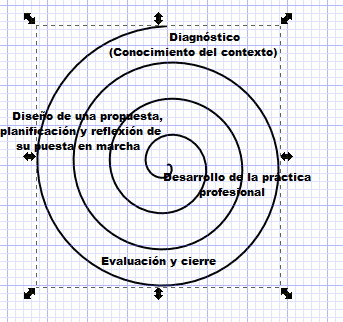 Diagnóstico
(Conocimiento del contexto)
Diseño de una propuesta,
planificación y reflexión de
su puesta en marcha
Desarrollo de la práctica
profesional
Evaluación y cierre